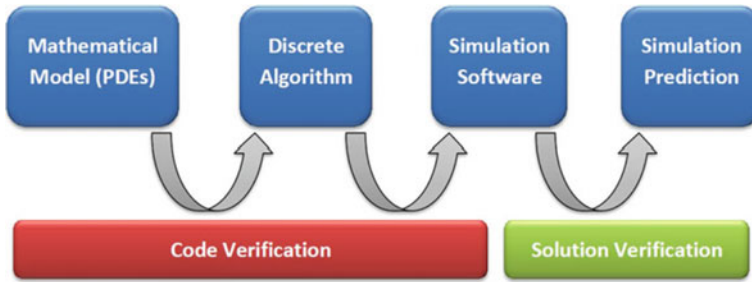 Mathematical
Model (PDEs)
Discrete
Algorithm
Simulation
Software
Simulation
Prediction
Code Verification
Solution Verification